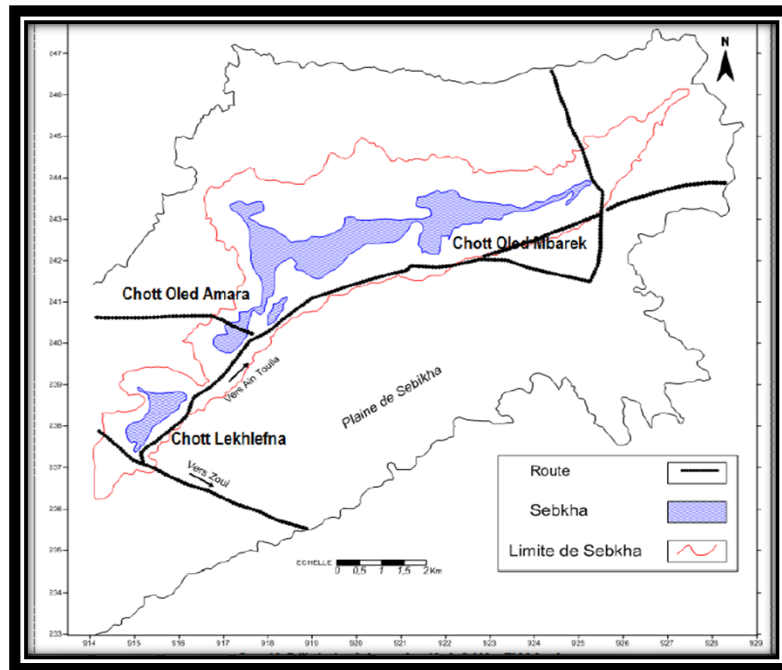 N
247
246
245
244
243
242
241
240
239
238
237
236
235
234
233
Chott Oled Mbarek
Chott Oled Amara
Vers Ain Touila
Plaine de Sebikha
Chott Lekhlefna
Vers Zoui
Route
Sebkha
Limite de Sebkha
ECHELLE
0 0,5 1 1,5 2 Km
914 915 916 917 918 919 920 921 922 923 924 925 926 927 928 929